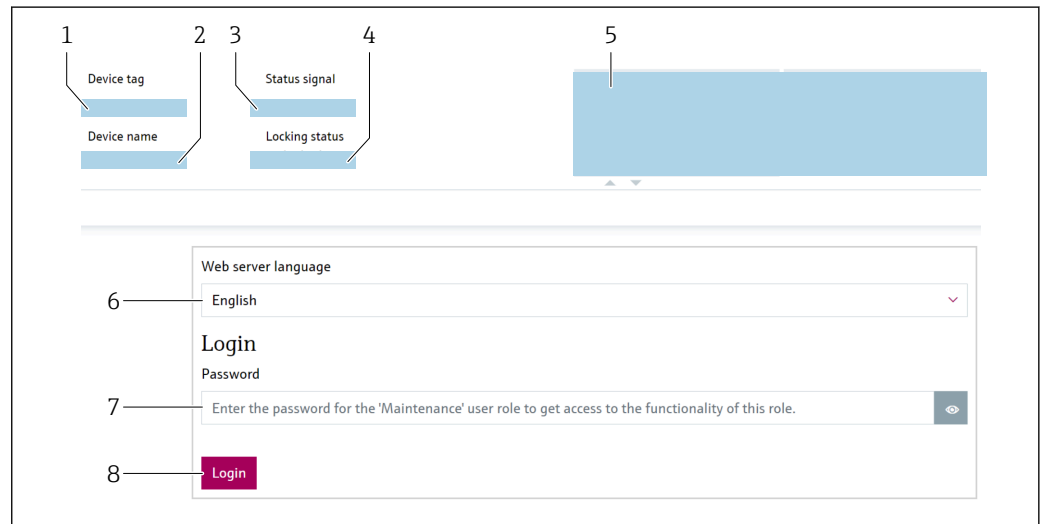 1 2 3 4 5
Device tag Status signal
Device name Locking status
Web server language
6 English
Login
Password
7 Enter the password for the 'Maintenance' user role to get access to the functionality of this role.
8 Login